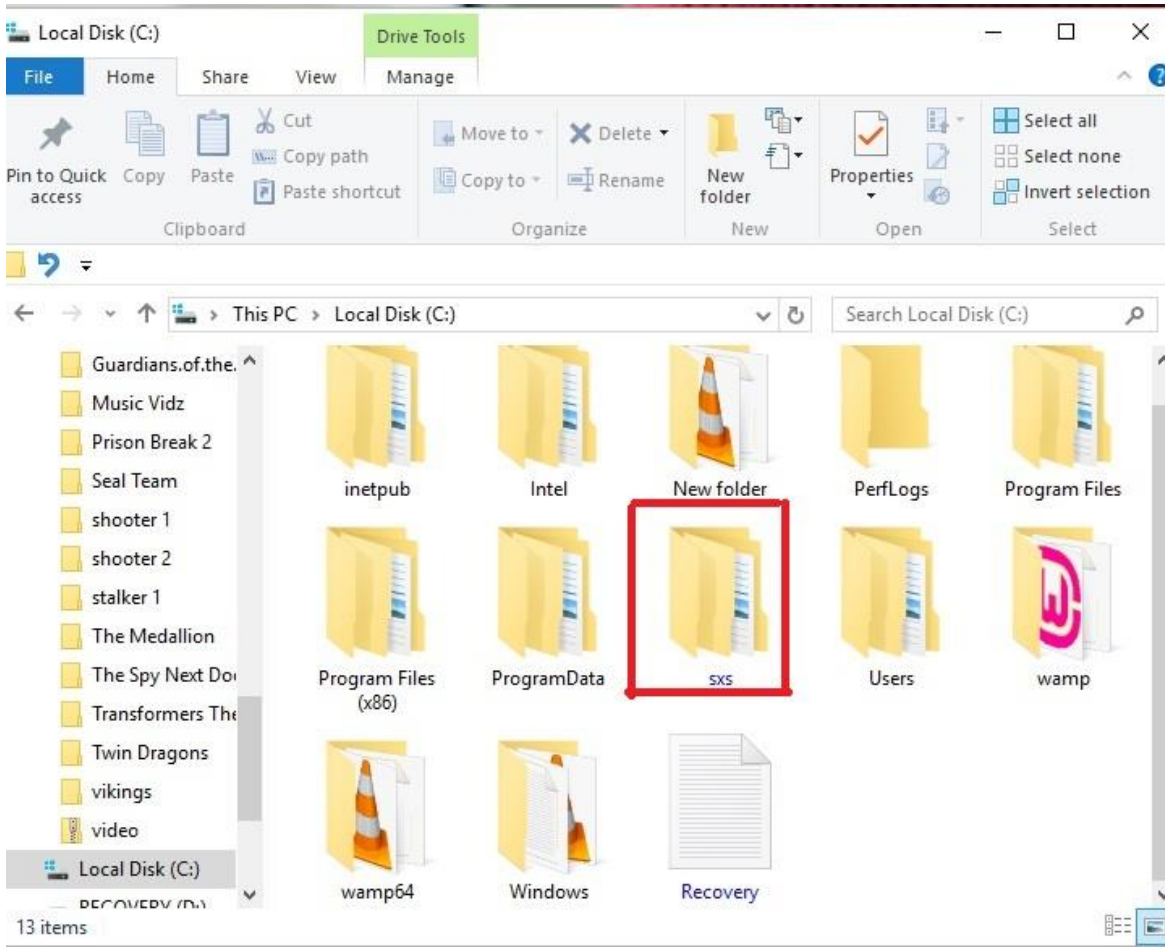 Local Disk (C:)
Drive Tools
File Home Share View Manage
Pin to Quick access
Copy
Paste
Cut
Copy path
Paste shortcut
Clipboard
Move to
Copy to
Delete
Rename
Organize
New folder
New
Properties
Open
Select all
Select none
Invert selection
Select
This PC > Local Disk (C:)
Search Local Disk (C:)
Guardians.of.the.
Music Vidz
Prison Break 2
Seal Team
shooter 1
shooter 2
stalker 1
The Medallion
The Spy Next Do
Transformers The
Twin Dragons
vikings
video
Local Disk (C:)
RECOVERY (D:)
inetpub Intel New folder PerfLogs Program Files
Program Files (x86) ProgramData sxs Users wamp
wamp64 Windows Recovery
13 items